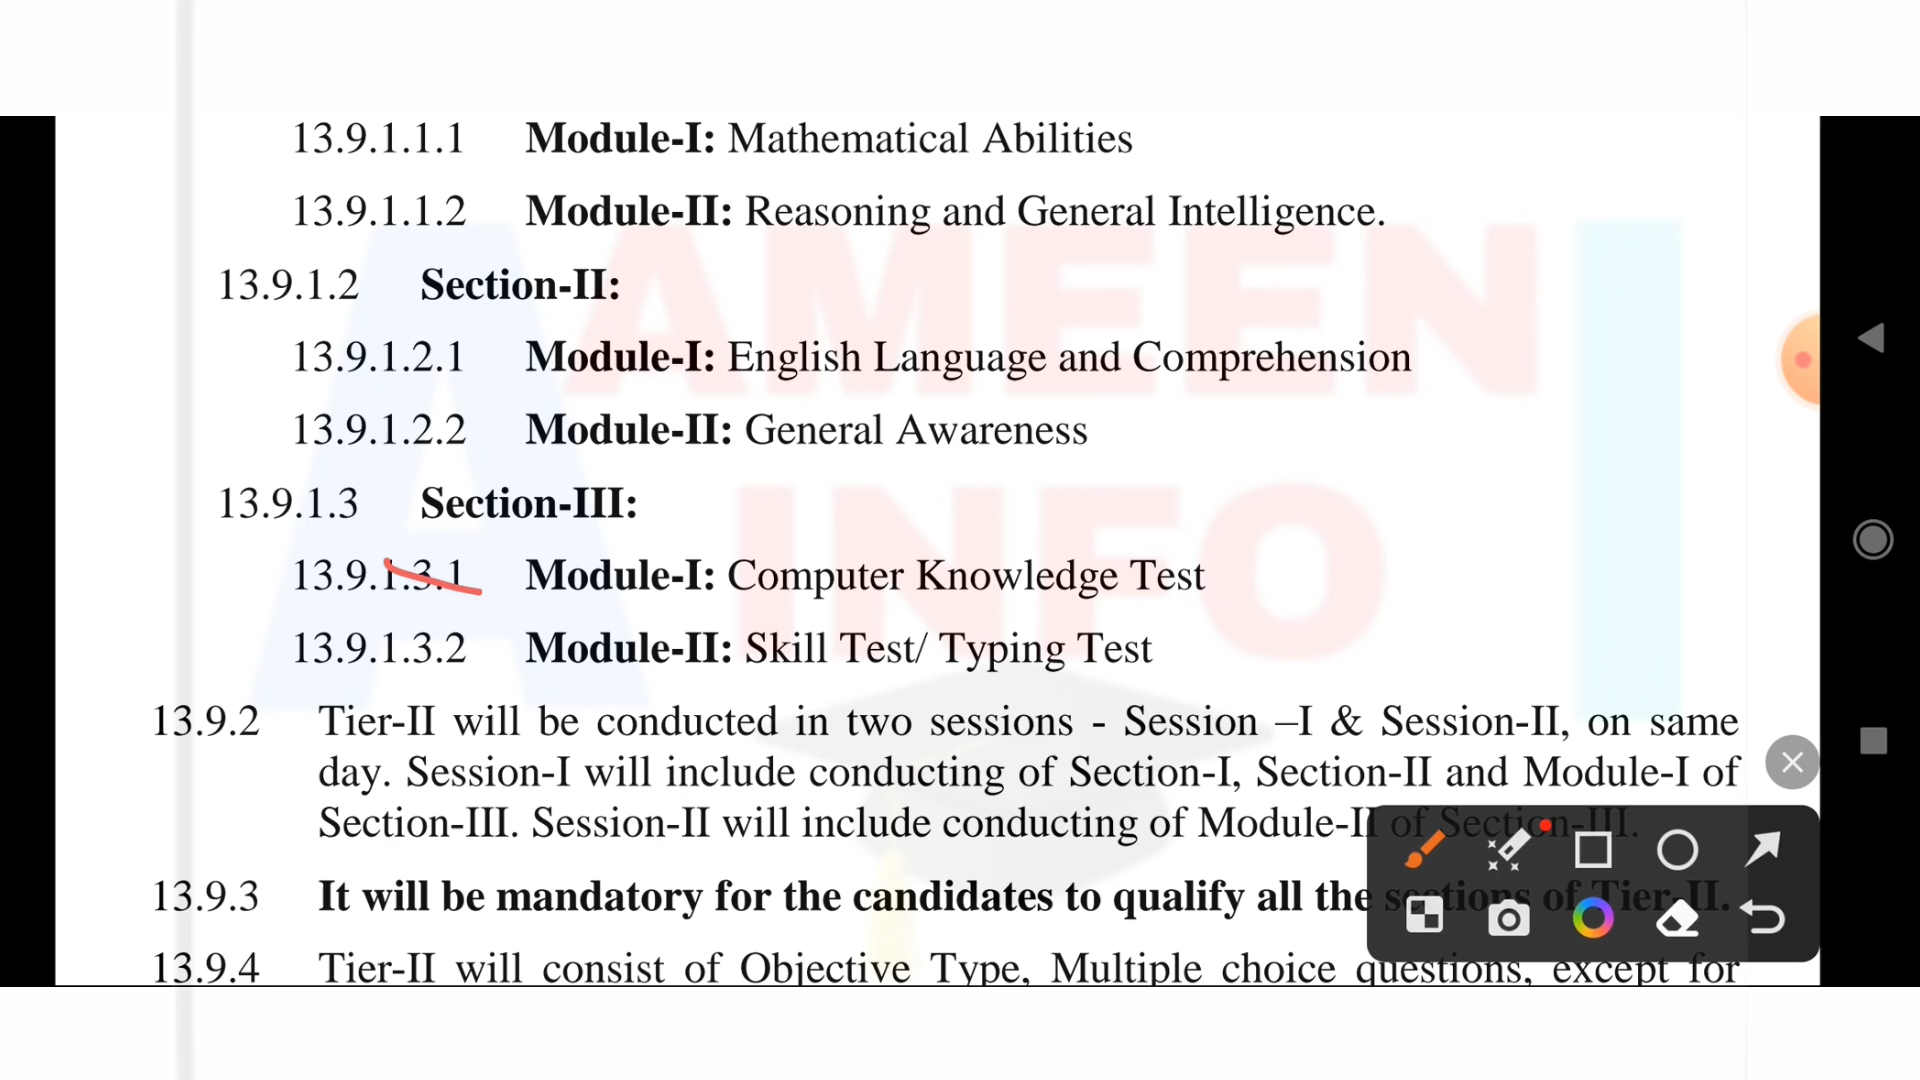 13.9.1.1.1 Module-I: Mathematical Abilities
13.9.1.1.2 Module-II: Reasoning and General Intelligence.
13.9.1.2 Section-II:
13.9.1.2.1 Module-I: English Language and Comprehension
13.9.1.2.2 Module-II: General Awareness
13.9.1.3 Section-III:
13.9.1.3.1 Module-I: Computer Knowledge Test
13.9.1.3.2 Module-II: Skill Test/ Typing Test
13.9.2 Tier-II will be conducted in two sessions - Session –I & Session-II, on same
day. Session-I will include conducting of Section-I, Section-II and Module-I of
Section-III. Session-II will include conducting of Module-II of Section-III.
13.9.3 It will be mandatory for the candidates to qualify all the sections of Tier-II.
13.9.4 Tier-II will consist of Objective Type, Multiple choice questions, except for
A AMEEN I
INFO